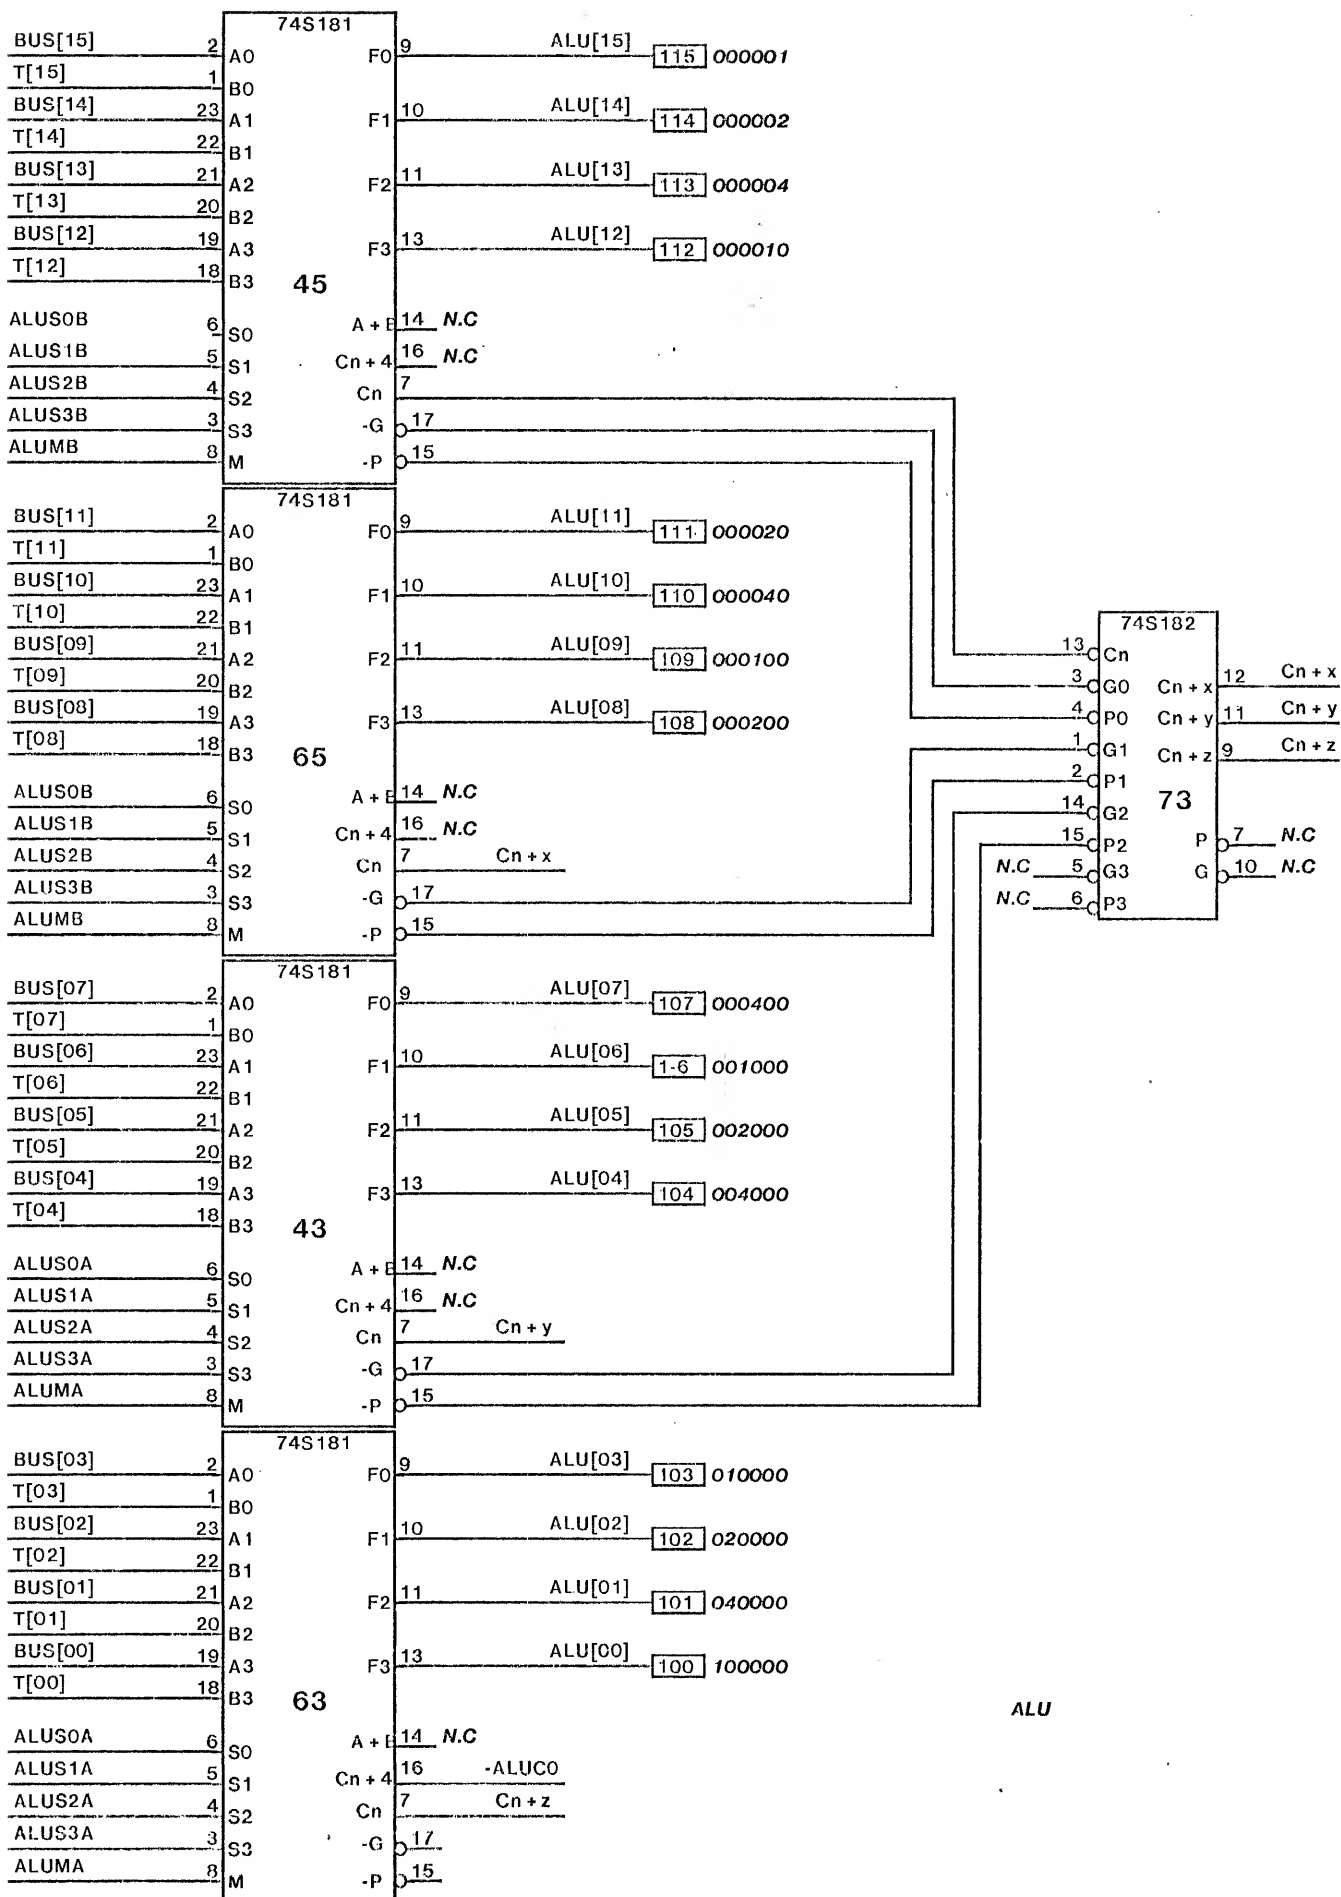 74S181
BUS[15] 2 A0 F0 9 ALU[15] 115 000001
T[15] 1 B0
BUS[14] 23 A1 F1 10 ALU[14] 114 000002
T[14] 22 B1
BUS[13] 21 A2 F2 11 ALU[13] 113 000004
T[13] 20 B2
BUS[12] 19 A3 F3 13 ALU[12] 112 000010
T[12] 18 B3
45
ALUS0B 6 S0 A + B 14 N.C
ALUS1B 5 S1 Cn + 4 16 N.C
ALUS2B 4 S2 Cn 7
ALUS3B 3 S3 -G 17
ALUMB 8 M -P 15
74S181
BUS[11] 2 A0 F0 9 ALU[11] 111 000020
T[11] 1 B0
BUS[10] 23 A1 F1 10 ALU[10] 110 000040
T[10] 22 B1
BUS[09] 21 A2 F2 11 ALU[09] 109 000100
T[09] 20 B2
BUS[08] 19 A3 F3 13 ALU[08] 108 000200
T[08] 18 B3
65
ALUS0B 6 S0 A + B 14 N.C
ALUS1B 5 S1 Cn + 4 16 N.C
ALUS2B 4 S2 Cn 7 Cn + x
ALUS3B 3 S3 -G 17
ALUMB 8 M -P 15
74S182
13 Cn
3 G0 Cn + x 12 Cn + x
4 P0 Cn + y 11 Cn + y
1 G1 Cn + z 9 Cn + z
2 P1
73
14 G2
15 P2 P 7 N.C
N.C 5 G3 G 10 N.C
N.C 6 P3
74S181
BUS[07] 2 A0 F0 9 ALU[07] 107 000400
T[07] 1 B0
BUS[06] 23 A1 F1 10 ALU[06] 1-6 001000
T[06] 22 B1
BUS[05] 21 A2 F2 11 ALU[05] 105 002000
T[05] 20 B2
BUS[04] 19 A3 F3 13 ALU[04] 104 004000
T[04] 18 B3
43
ALUS0A 6 S0 A + B 14 N.C
ALUS1A 5 S1 Cn + 4 16 N.C
ALUS2A 4 S2 Cn 7 Cn + y
ALUS3A 3 S3 -G 17
ALUMA 8 M -P 15
74S181
BUS[03] 2 A0 F0 9 ALU[03] 103 010000
T[03] 1 B0
BUS[02] 23 A1 F1 10 ALU[02] 102 020000
T[02] 22 B1
BUS[01] 21 A2 F2 11 ALU[01] 101 040000
T[01] 20 B2
BUS[00] 19 A3 F3 13 ALU[00] 100 100000
T[00] 18 B3
63
ALU
ALUS0A 6 S0 A + B 14 N.C
ALUS1A 5 S1 Cn + 4 16 -ALUC0
ALUS2A 4 S2 Cn 7 Cn + z
ALUS3A 3 S3 -G 17
ALUMA 8 M -P 15